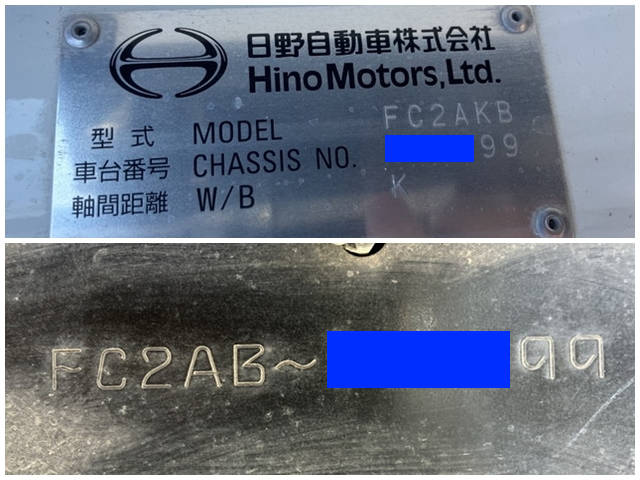 日野自動車株式会社
Hino Motors, Ltd.
型式 MODEL FC2AKB
車台番号 CHASSIS NO. 99
軸間距離 W/B K
FC2AB~ 99